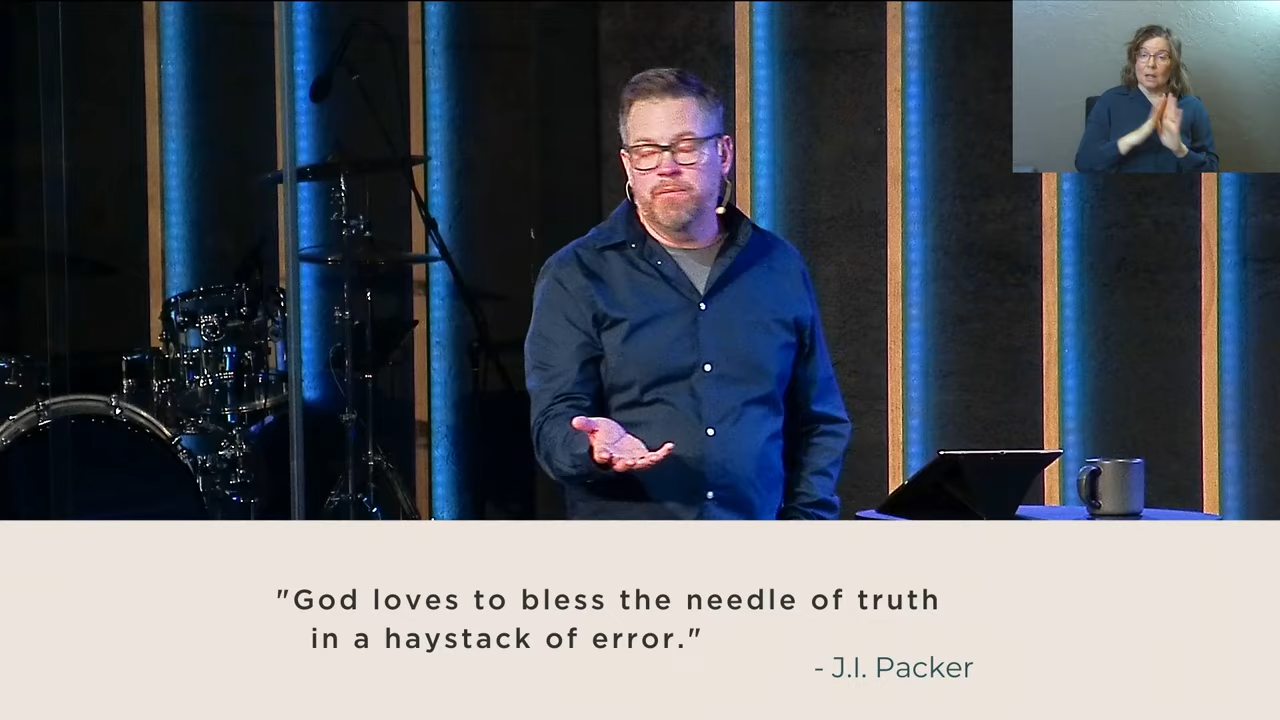 "God loves to bless the needle of truth
in a haystack of error."
- J.I. Packer